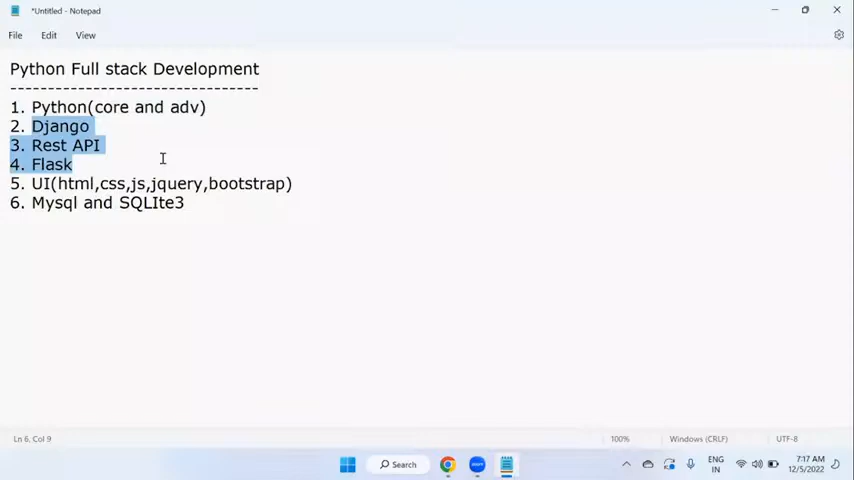 *Untitled - Notepad
File Edit View
Python Full stack Development
---------------------------------
1. Python(core and adv)
2. Django
3. Rest API
4. Flask
5. UI(html,css,js,jquery,bootstrap)
6. Mysql and SQLIte3
Ln 6, Col 9 100% Windows (CRLF) UTF-8
Search zoom ENG IN 7:17 AM 12/5/2022